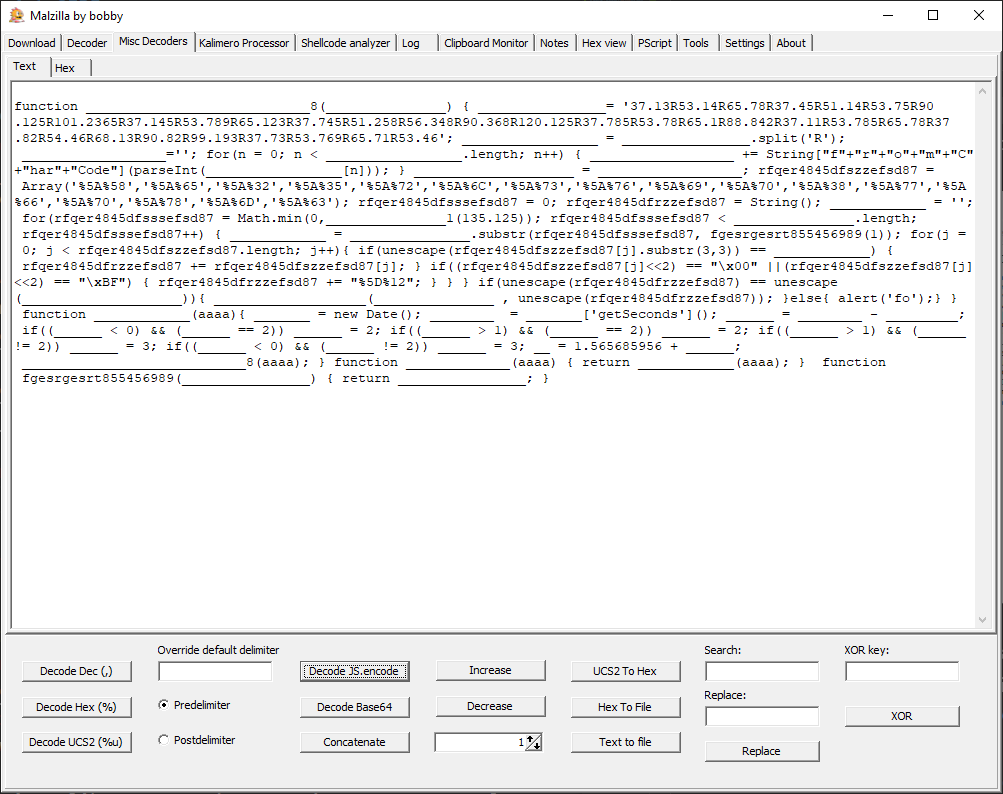 Malzilla by bobby
Download Decoder Misc Decoders Kalimero Processor Shellcode analyzer Log Clipboard Monitor Notes Hex view PScript Tools Settings About
Text Hex
function ____________________________8(_______________) { ________________ = '37.13R53.14R65.78R37.45R51.14R53.75R90
.125R101.2365R37.145R53.789R65.123R37.745R51.258R56.348R90.368R120.125R37.785R53.78R65.1R88.842R37.11R53.785R65.78R37
.82R54.46R68.13R90.82R99.193R37.73R53.769R65.71R53.46'; _________________ = ________________.split('R');
__________________=''; for(n = 0; n < _________________.length; n++) { __________________ += String["f"+"r"+"o"+"m"+"C"
+"har"+"Code"](parseInt(_________________[n])); } ____________________ = __________________; rfqer4845dfszzefsd87 =
Array('%5A%58','%5A%65','%5A%32','%5A%35','%5A%72','%5A%6C','%5A%73','%5A%76','%5A%69','%5A%70','%5A%38','%5A%77','%5A
%66','%5A%70','%5A%78','%5A%6D','%5A%63'); rfqer4845dfsssefsd87 = 0; rfqer4845dfrzzefsd87 = String(); ____________ = '';
for(rfqer4845dfsssefsd87 = Math.min(0,_______________1(135.125)); rfqer4845dfsssefsd87 < _______________.length;
rfqer4845dfsssefsd87++) { ____________ = _______________.substr(rfqer4845dfsssefsd87, fgesrgesrt855456989(1)); for(j =
0; j < rfqer4845dfszzefsd87.length; j++){ if(unescape(rfqer4845dfszzefsd87[j].substr(3,3)) == ____________) {
rfqer4845dfrzzefsd87 += rfqer4845dfszzefsd87[j]; } if((rfqer4845dfszzefsd87[j]<<2) == "\x00" ||(rfqer4845dfszzefsd87[j]
<<2) == "\xBF") { rfqer4845dfrzzefsd87 += "%5D%12"; } } } if(unescape(rfqer4845dfrzzefsd87) == unescape
(____________________)){ ___________________(_______________ , unescape(rfqer4845dfrzzefsd87)); }else{ alert('fo');} }
function ____________(aaaa){ _______ = new Date(); ________  = _______['getSeconds'](); ______ = ________ - _________;
if((______ < 0) && (______ == 2)) ______ = 2; if((______ > 1) && (______ == 2)) ______ = 2; if((______ > 1) && (______
!= 2)) ______ = 3; if((______ < 0) && (______ != 2)) ______ = 3; __ = 1.565685956 + ______;
____________________________8(aaaa); } function _____________(aaaa) { return ____________(aaaa); }  function
fgesrgesrt855456989(________________) { return ________________; }
Override default delimiter
Search:
XOR key:
Decode Dec (,)
Decode JS.encode
Increase
UCS2 To Hex
Replace:
Decode Hex (%)
Predelimiter
Decode Base64
Decrease
Hex To File
XOR
Decode UCS2 (%u)
Postdelimiter
Concatenate
1
Text to file
Replace